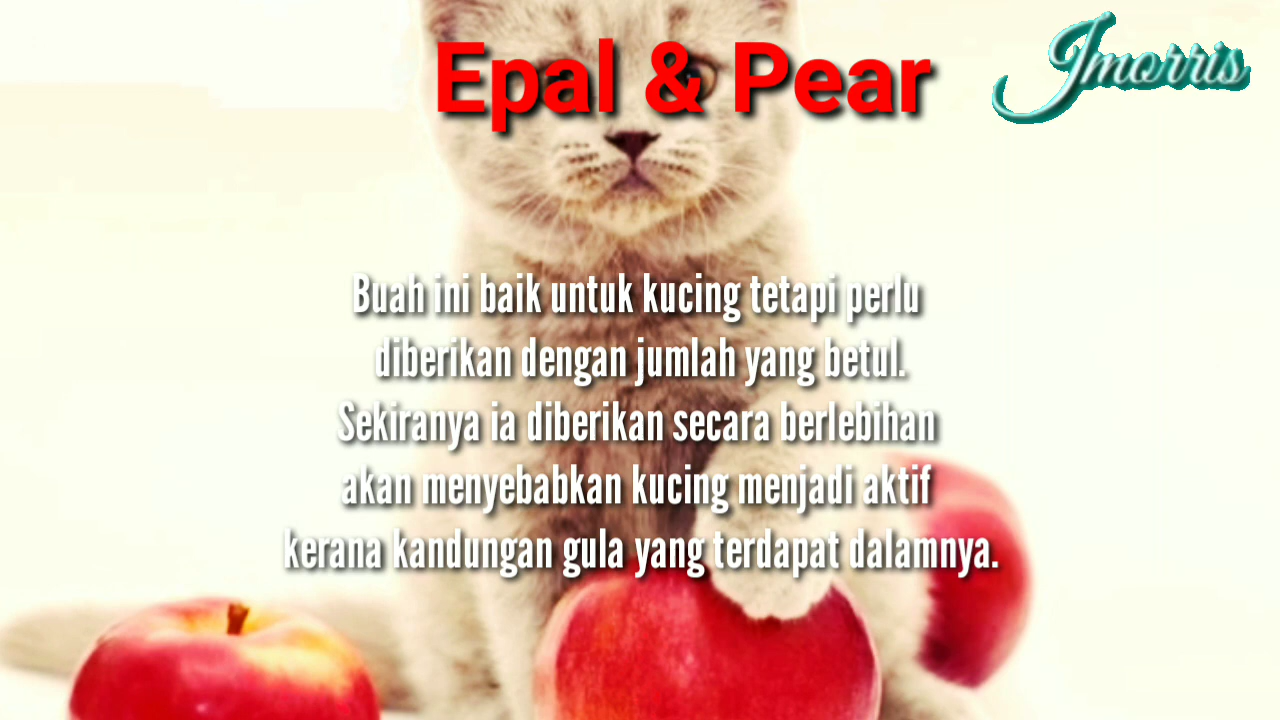 Epal & Pear
Jmorris
Buah ini baik untuk kucing tetapi perlu
diberikan dengan jumlah yang betul.
Sekiranya ia diberikan secara berlebihan
akan menyebabkan kucing menjadi aktif
kerana kandungan gula yang terdapat dalamnya.